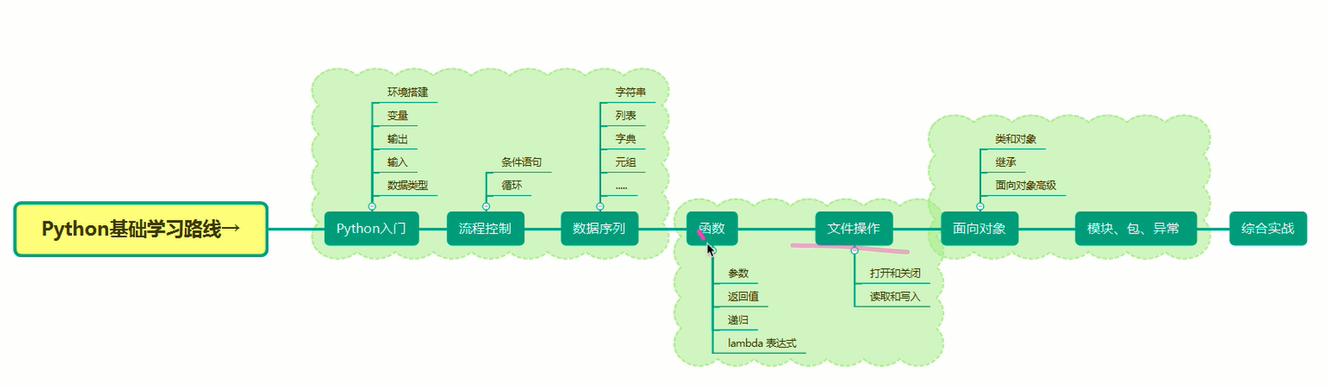 Python基础学习路线→
Python入门
环境搭建
变量
输出
输入
数据类型
流程控制
条件语句
循环
数据序列
字符串
列表
字典
元组
.....
函数
参数
返回值
递归
lambda 表达式
文件操作
打开和关闭
读取和写入
面向对象
类和对象
继承
面向对象高级
模块、包、异常
综合实战